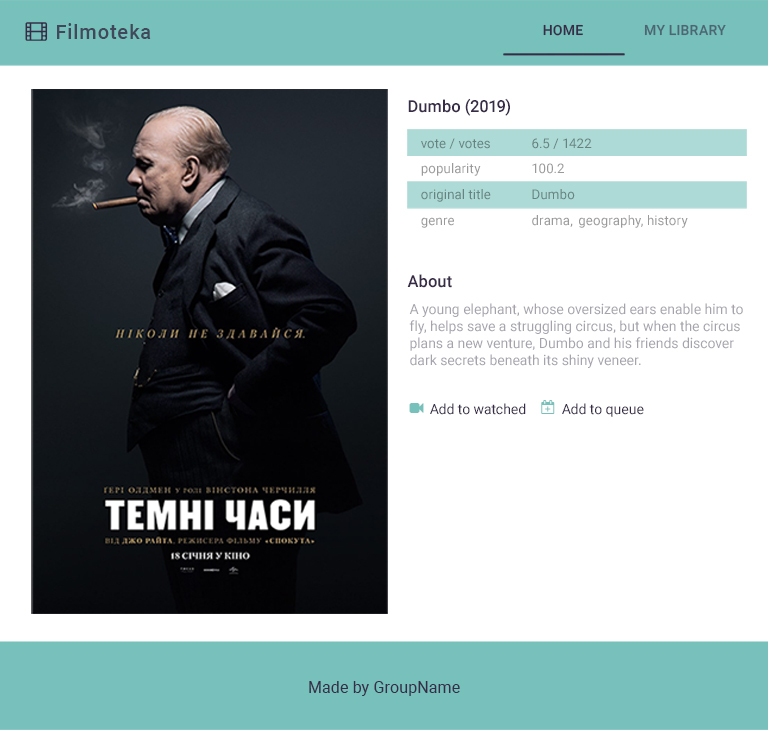 Filmoteka
HOME
MY LIBRARY
НІКОЛИ НЕ ЗДАВАЙСЯ.
ҐЕРІ ОЛДМЕН У РОЛІ ВІНСТОНА ЧЕРЧИЛЛЯ
ТЕМНІ ЧАСИ
ВІД ДЖО РАЙТА, РЕЖИСЕРА ФІЛЬМУ «СПОКУТА»
18 СІЧНЯ У КІНО
Dumbo (2019)
vote / votes 6.5 / 1422
popularity 100.2
original title Dumbo
genre drama, geography, history
About
A young elephant, whose oversized ears enable him to
fly, helps save a struggling circus, but when the circus
plans a new venture, Dumbo and his friends discover
dark secrets beneath its shiny veneer.
Add to watched
Add to queue
Made by GroupName